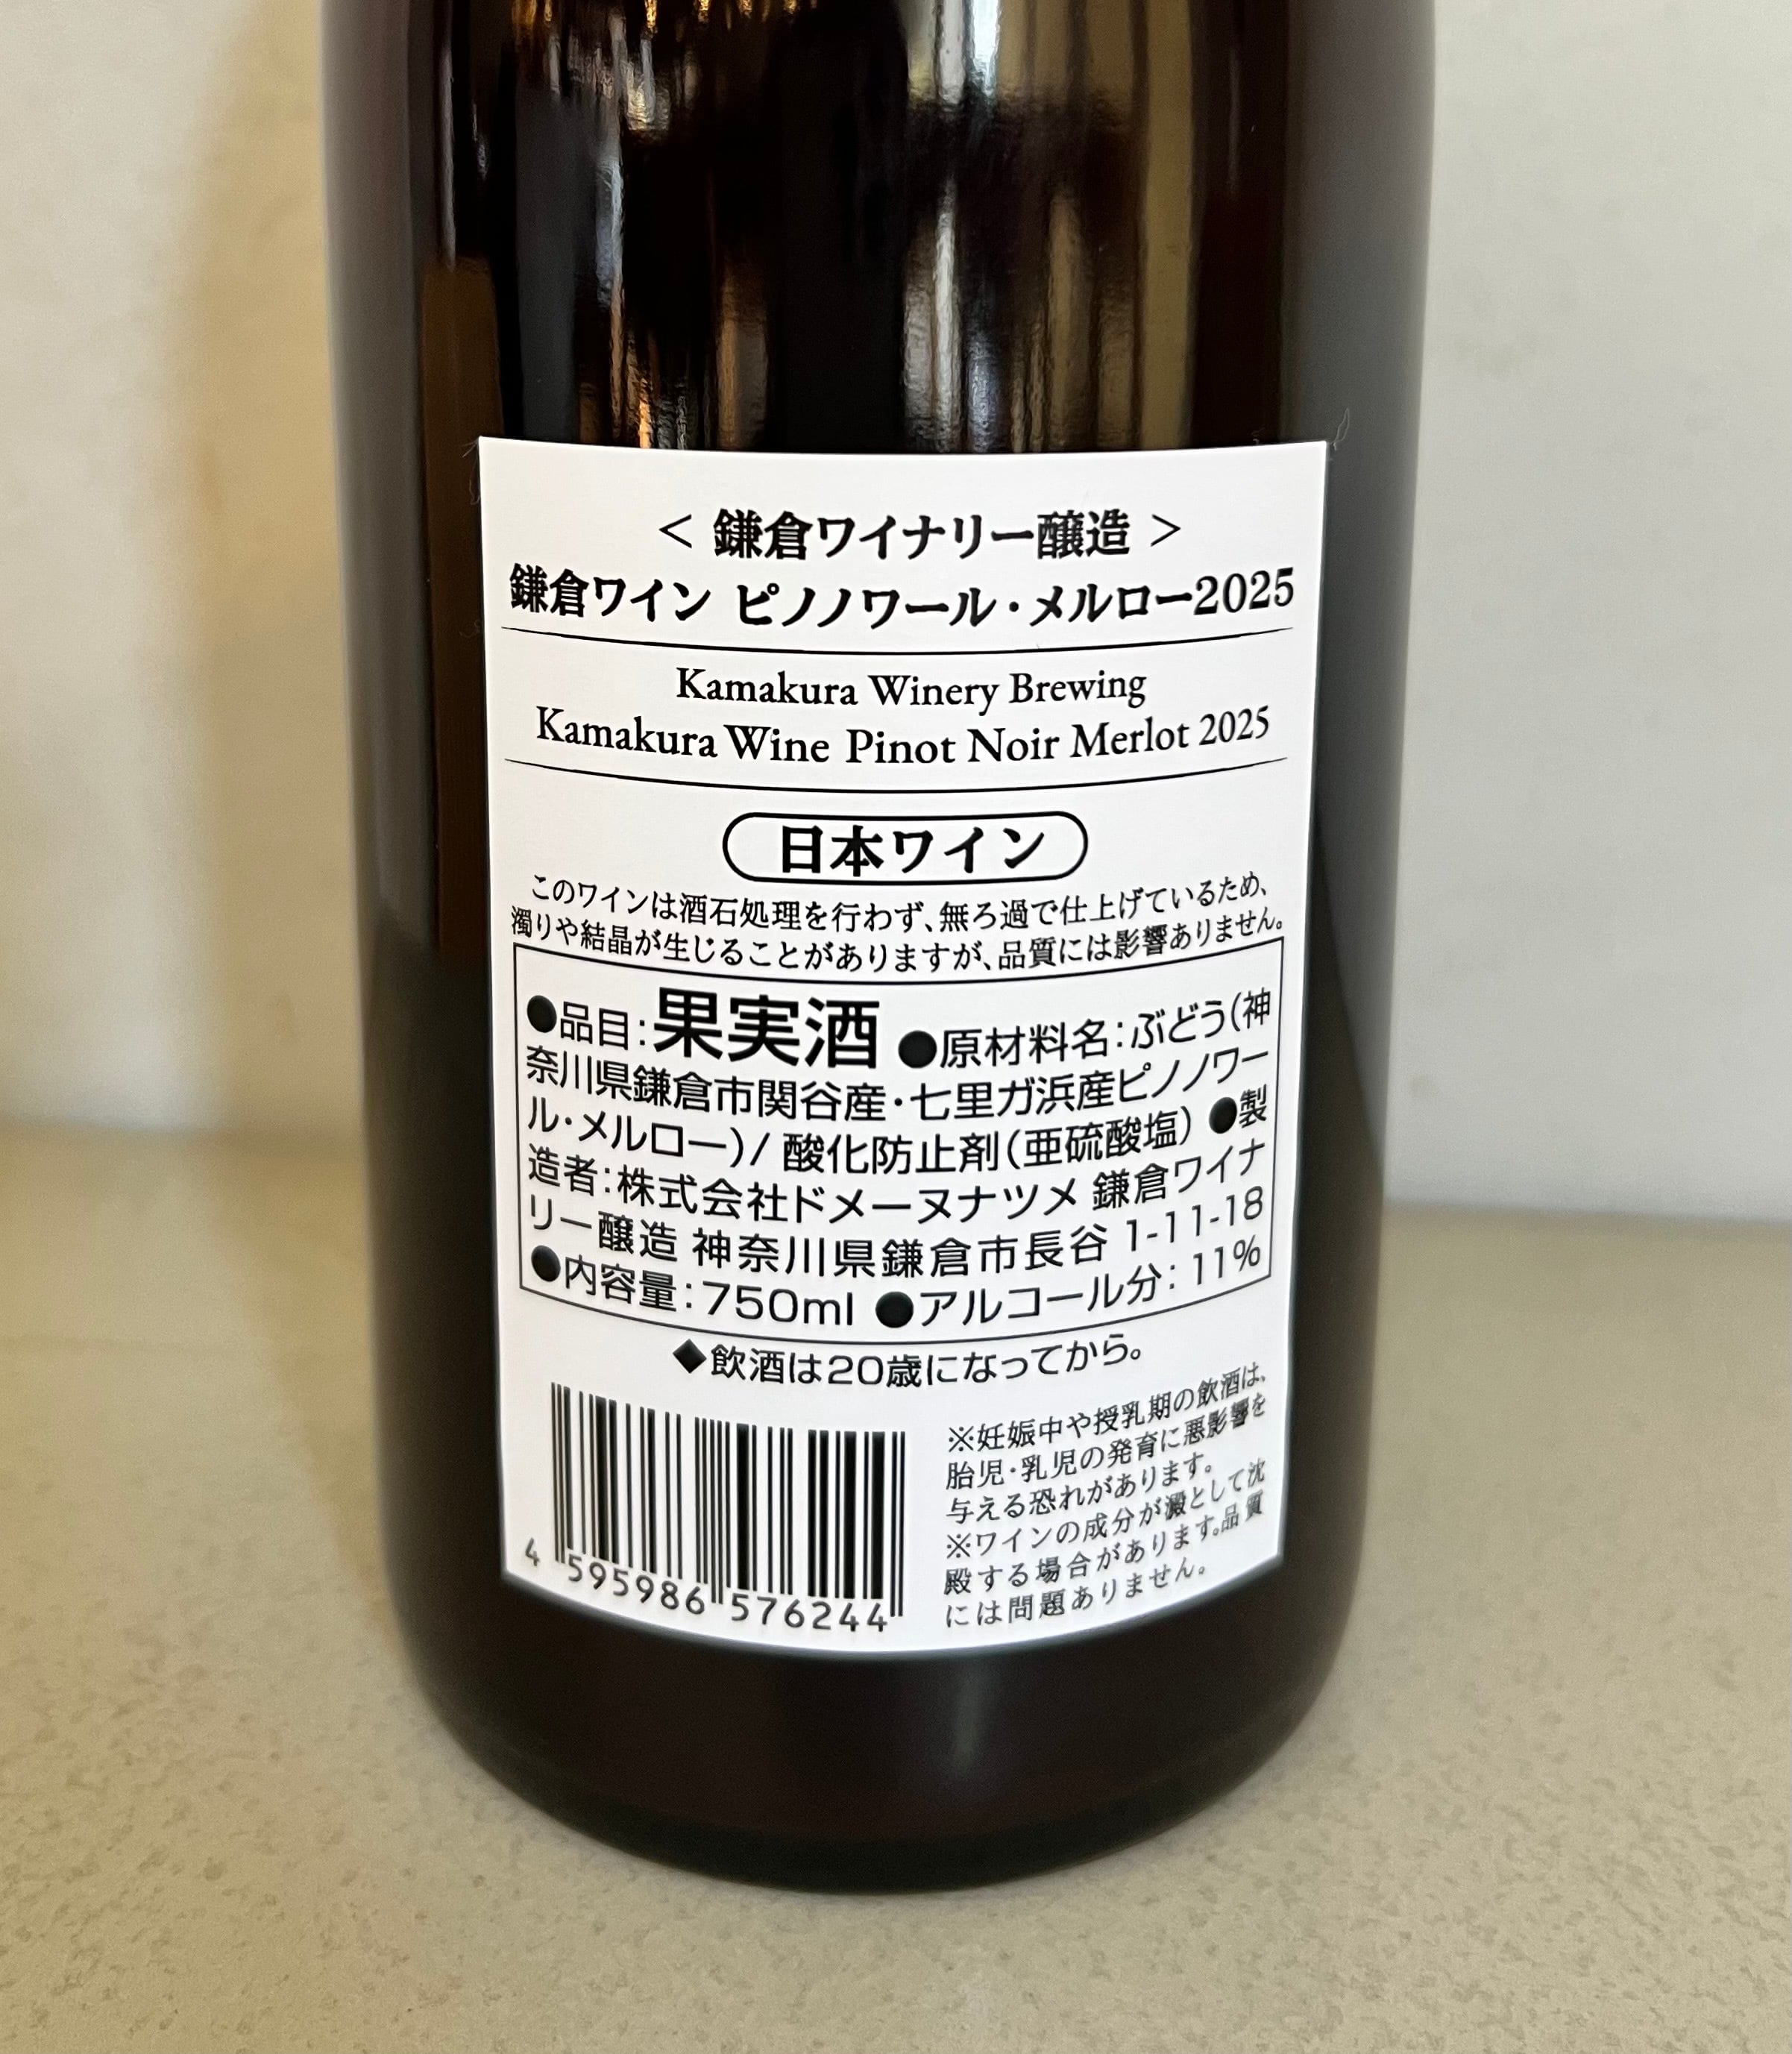 ＜ 鎌倉ワイナリー醸造 ＞
鎌倉ワイン ピノノワール・メルロー2025
Kamakura Winery Brewing
Kamakura Wine Pinot Noir Merlot 2025
日本ワイン
このワインは酒石処理を行わず、無ろ過で仕上げているため、
濁りや結晶が生じることがありますが、品質には影響ありません。
●品目：果実酒 ●原材料名：ぶどう（神
奈川県鎌倉市関谷産・七里ガ浜産ピノノワー
ル・メルロー）/ 酸化防止剤（亜硫酸塩） ●製
造者：株式会社ドメーヌナツメ 鎌倉ワイナ
リー醸造 神奈川県鎌倉市長谷 1-11-18
●内容量：750ml ●アルコール分：11%
◆飲酒は20歳になってから。
※妊娠中や授乳期の飲酒は、
胎児・乳児の発育に悪影響を
与える恐れがあります。
※ワインの成分が澱として沈
殿する場合があります。品質
には問題ありません。
4 595986 576244